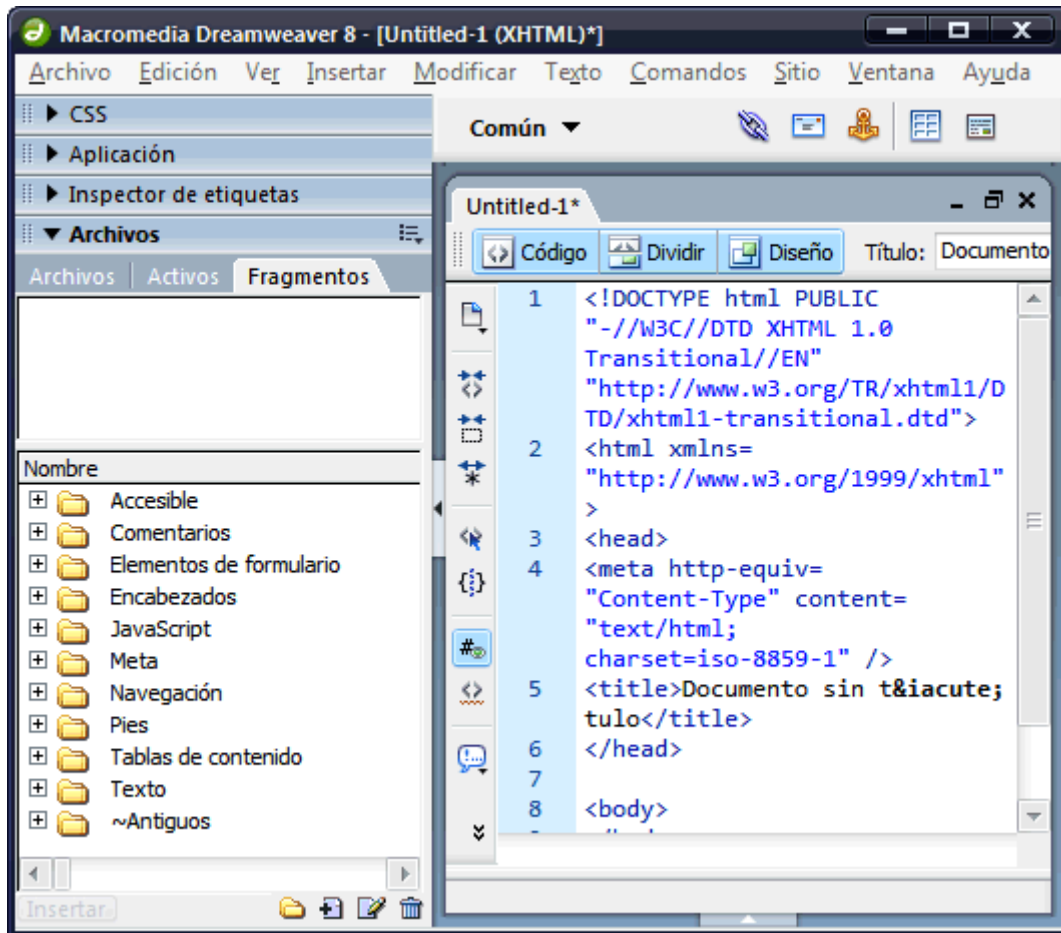 Macromedia Dreamweaver 8 - [Untitled-1 (XHTML)*]
Archivo Edición Ver Insertar Modificar Texto Comandos Sitio Ventana Ayuda
CSS
Aplicación
Inspector de etiquetas
Archivos
Archivos Activos Fragmentos
Nombre
Accesible
Comentarios
Elementos de formulario
Encabezados
JavaScript
Meta
Navegación
Pies
Tablas de contenido
Texto
~Antiguos
Insertar
Común
Untitled-1*
Código Dividir Diseño Título: Documento
1 <!DOCTYPE html PUBLIC
"-//W3C//DTD XHTML 1.0
Transitional//EN"
"http://www.w3.org/TR/xhtml1/D
TD/xhtml1-transitional.dtd">
2 <html xmlns=
"http://www.w3.org/1999/xhtml"
>
3 <head>
4 <meta http-equiv=
"Content-Type" content=
"text/html;
charset=iso-8859-1" />
5 <title>Documento sin t&iacute;
tulo</title>
6 </head>
7
8 <body>